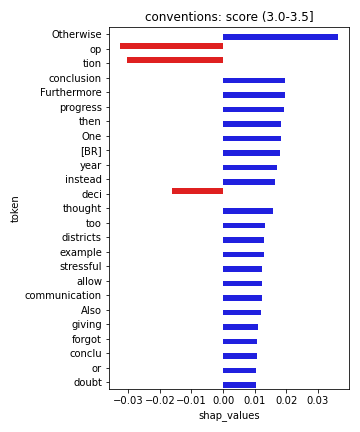 conventions: score (3.0-3.5]
Otherwise
op
tion
conclusion
Furthermore
progress
then
One
[BR]
year
instead
deci
thought
too
districts
example
stressful
allow
communication
Also
giving
forgot
conclu
or
doubt
token
−0.03 −0.02 −0.01 0.00 0.01 0.02 0.03
shap_values